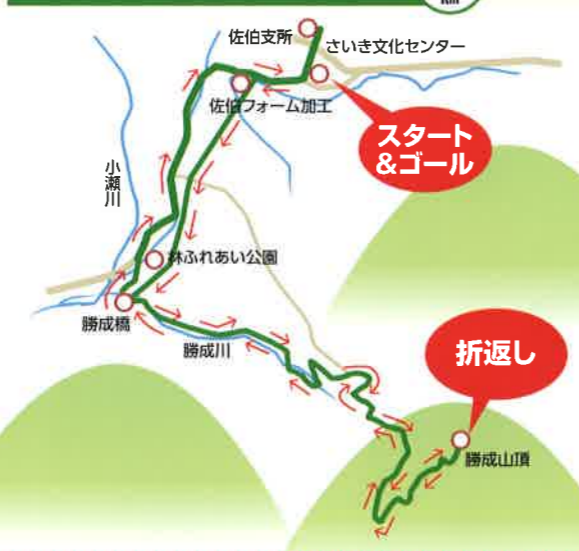 佐伯支所
さいき文化センター
佐伯フォーム加工
スタート
&ゴール
小瀬川
林ふれあい公園
勝成橋
勝成川
折返し
勝成山頂